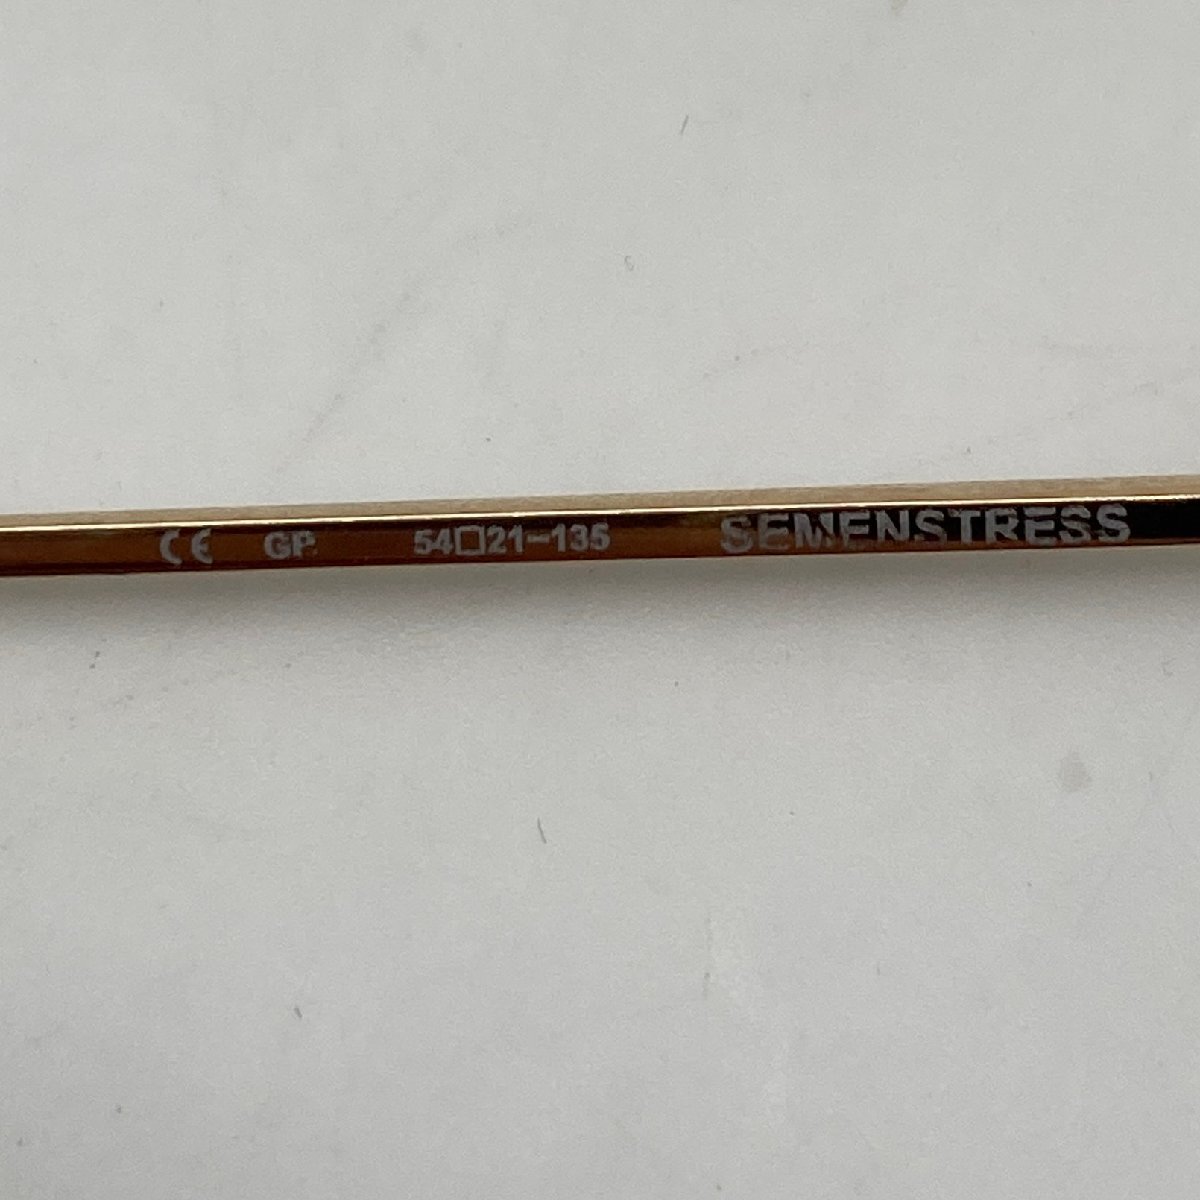 CE GP 54□21-135 SEMENSTRESS